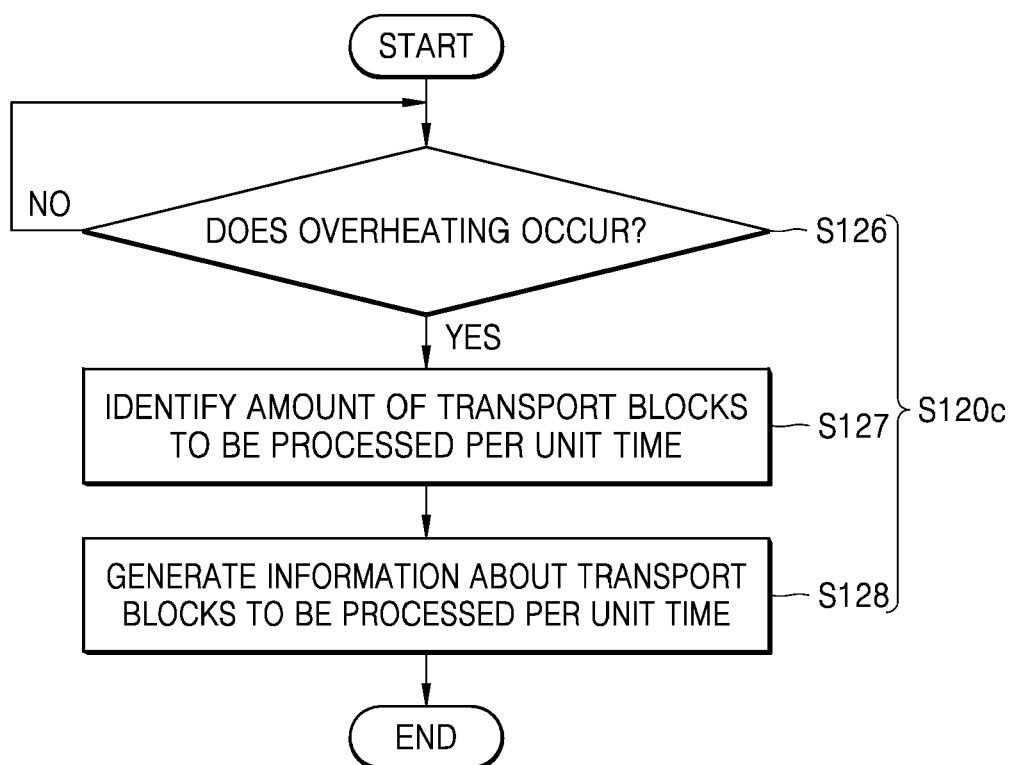 START
NO
DOES OVERHEATING OCCUR?
S126
YES
IDENTIFY AMOUNT OF TRANSPORT BLOCKS
TO BE PROCESSED PER UNIT TIME
S127
S120c
GENERATE INFORMATION ABOUT TRANSPORT
BLOCKS TO BE PROCESSED PER UNIT TIME
S128
END